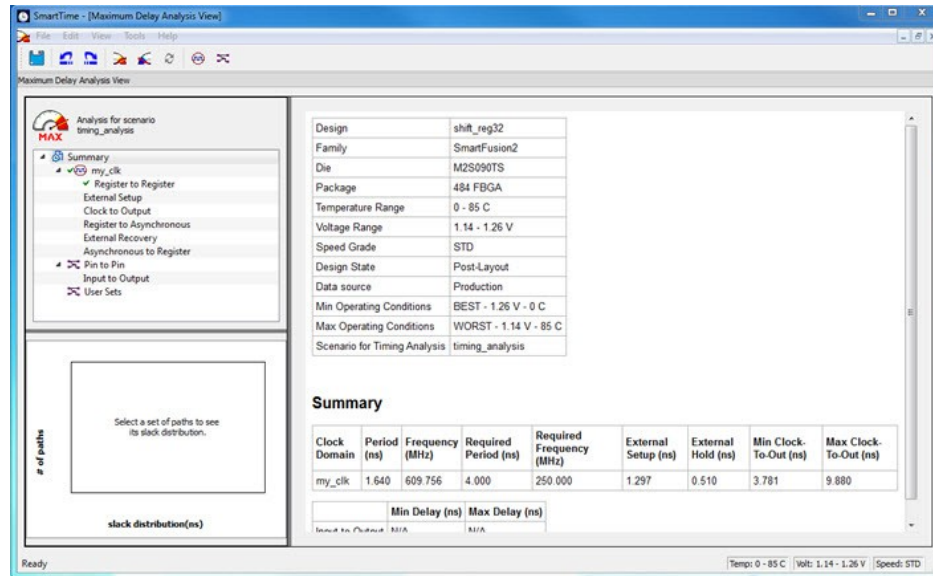 SmartTime - [Maximum Delay Analysis View]
File Edit View Tools Help
Maximum Delay Analysis View
MAX
Analysis for scenario
timing_analysis
Summary
my_clk
Register to Register
External Setup
Clock to Output
Register to Asynchronous
External Recovery
Asynchronous to Register
Pin to Pin
Input to Output
User Sets
# of paths
Select a set of paths to see
its slack distribution.
slack distribution(ns)
Design shift_reg32
Family SmartFusion2
Die M2S090TS
Package 484 FBGA
Temperature Range 0 - 85 C
Voltage Range 1.14 - 1.26 V
Speed Grade STD
Design State Post-Layout
Data source Production
Min Operating Conditions BEST - 1.26 V - 0 C
Max Operating Conditions WORST - 1.14 V - 85 C
Scenario for Timing Analysis timing_analysis
Summary
Clock Domain Period (ns) Frequency (MHz) Required Period (ns) Required Frequency (MHz) External Setup (ns) External Hold (ns) Min Clock-To-Out (ns) Max Clock-To-Out (ns)
my_clk 1.640 609.756 4.000 250.000 1.297 0.510 3.781 9.880
Min Delay (ns) Max Delay (ns)
Input to Output N/A N/A
Ready
Temp: 0 - 85 C Volt: 1.14 - 1.26 V Speed: STD